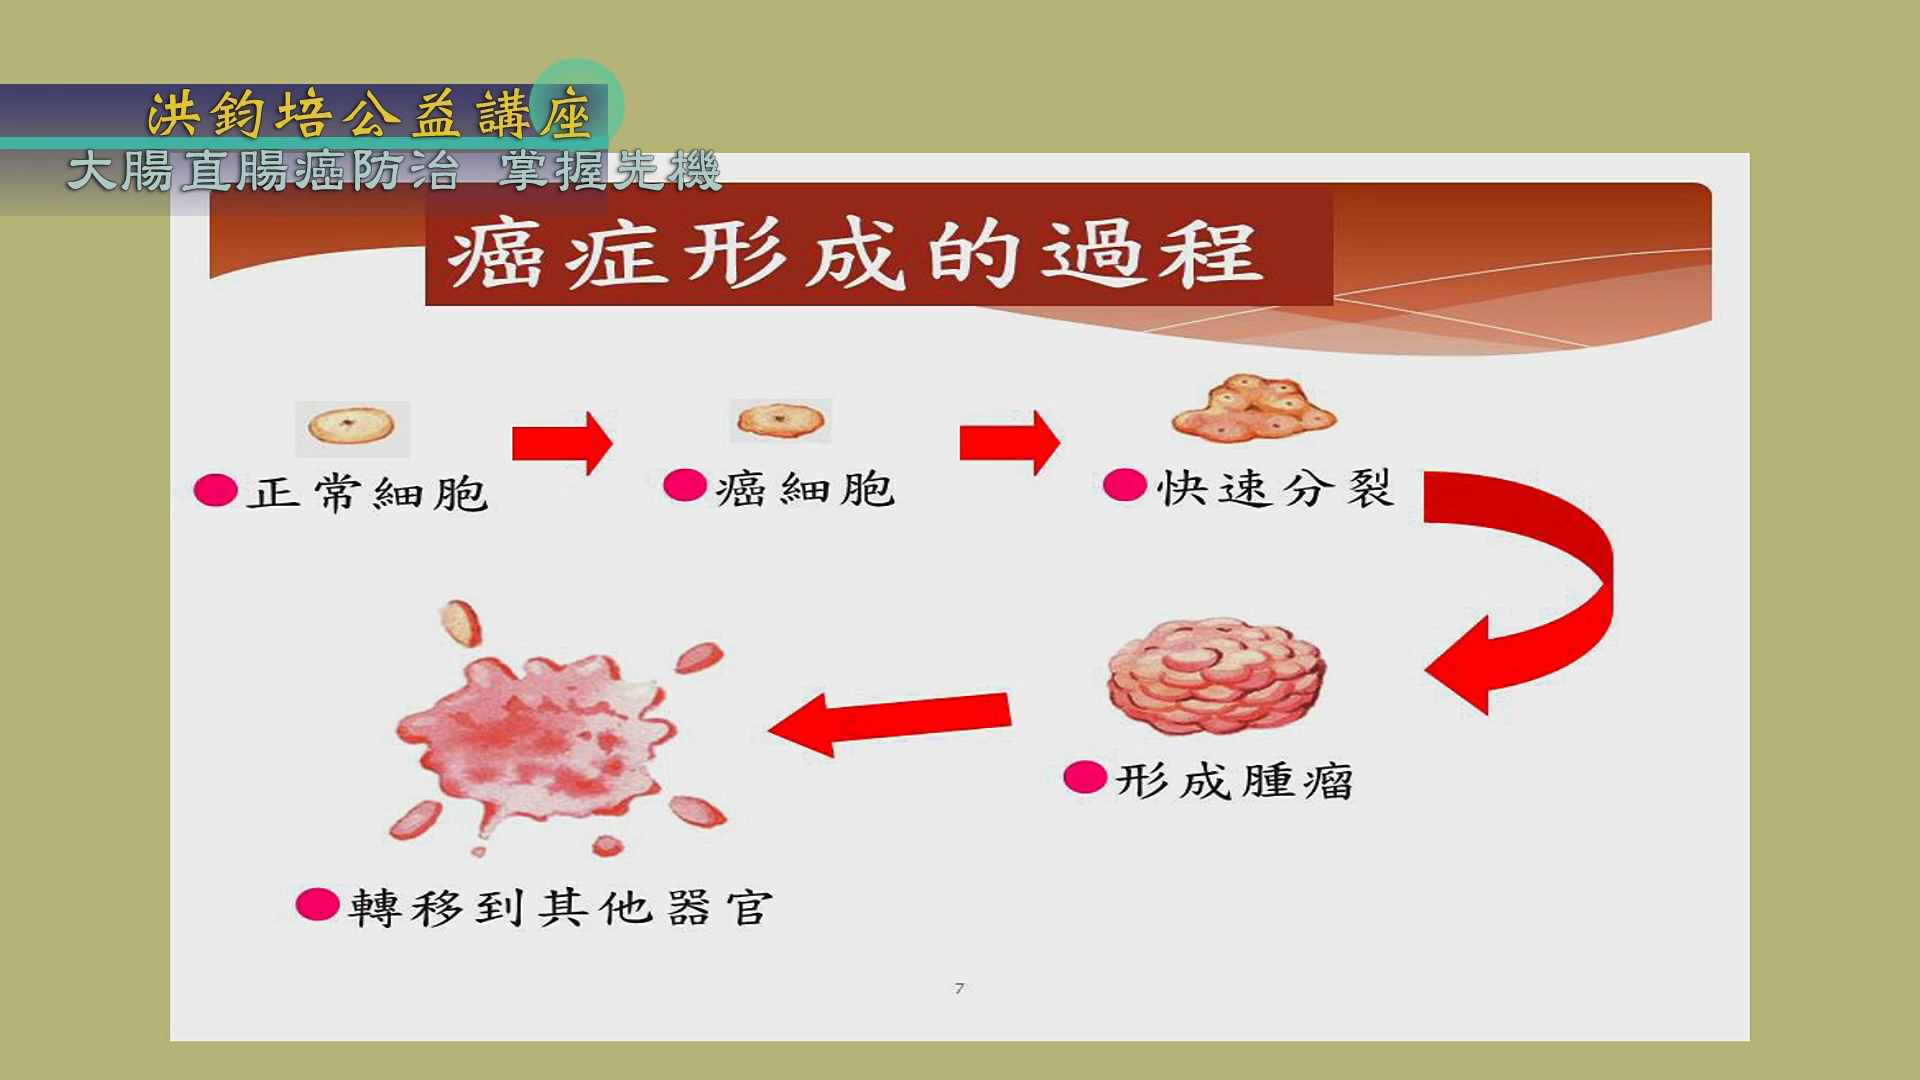 洪鈞培公益講座
大腸直腸癌防治 掌握先機
癌症形成的過程
正常細胞
癌細胞
快速分裂
形成腫瘤
轉移到其他器官
7